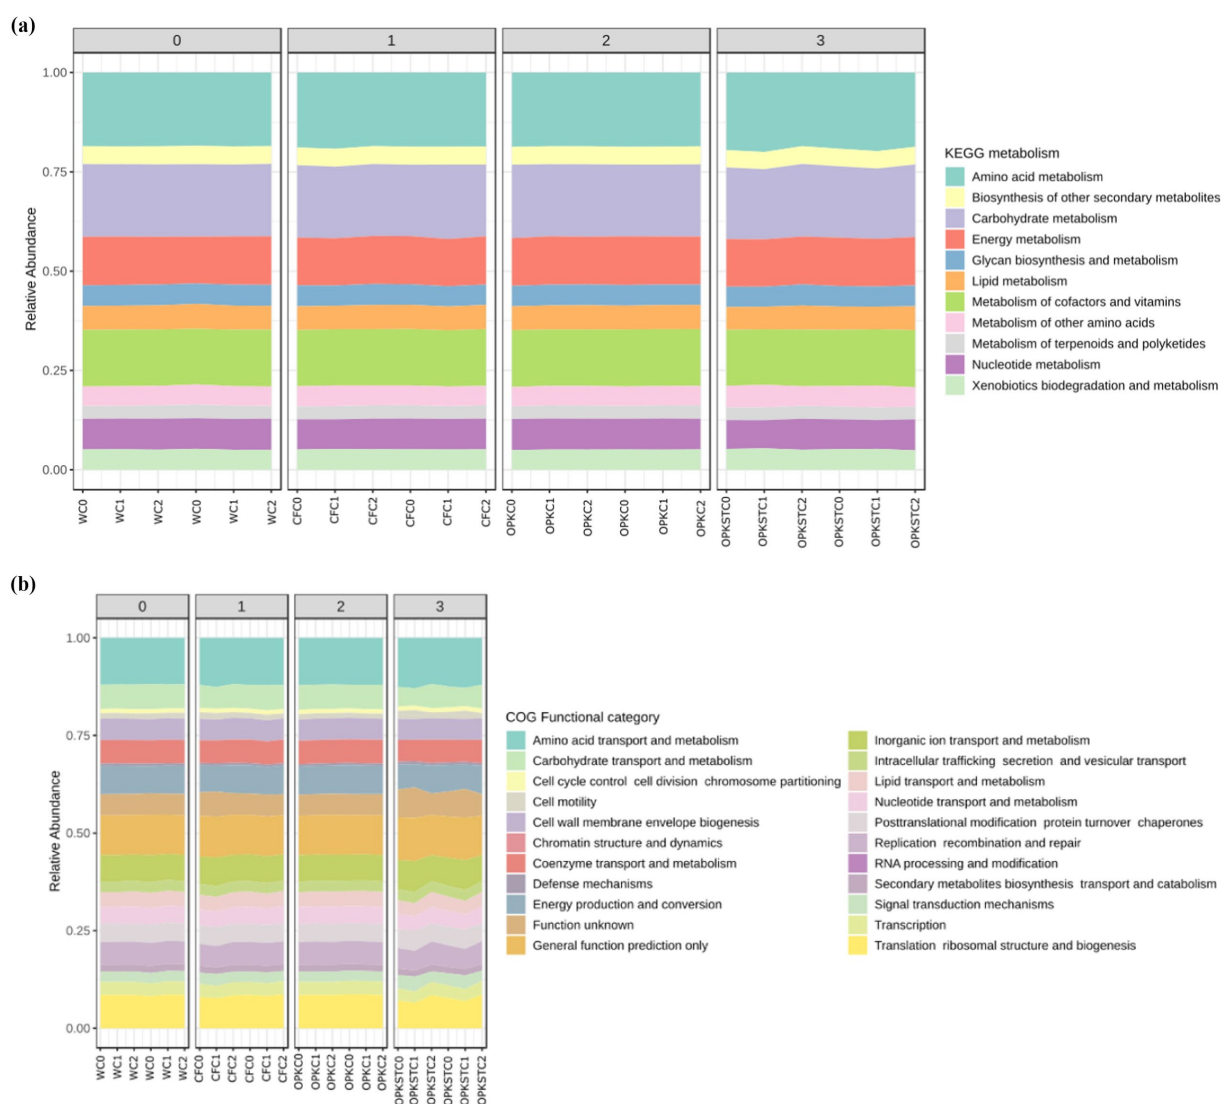 (a)
0 1 2 3
1.00
0.75
0.50
0.25
0.00
Relative Abundance
WC0 WC1 WC2 WC0 WC1 WC2 CFC0 CFC1 CFC2 CFC0 CFC1 CFC2 OPKC0 OPKC1 OPKC2 OPKC0 OPKC1 OPKC2 OPKSTC0 OPKSTC1 OPKSTC2 OPKSTC0 OPKSTC1 OPKSTC2
KEGG metabolism
Amino acid metabolism
Biosynthesis of other secondary metabolites
Carbohydrate metabolism
Energy metabolism
Glycan biosynthesis and metabolism
Lipid metabolism
Metabolism of cofactors and vitamins
Metabolism of other amino acids
Metabolism of terpenoids and polyketides
Nucleotide metabolism
Xenobiotics biodegradation and metabolism
(b)
0 1 2 3
1.00
0.75
0.50
0.25
0.00
Relative Abundance
WC0 WC1 WC2 WC0 WC1 WC2 CFC0 CFC1 CFC2 CFC0 CFC1 CFC2 OPKC0 OPKC1 OPKC2 OPKC0 OPKC1 OPKC2 OPKSTC0 OPKSTC1 OPKSTC2 OPKSTC0 OPKSTC1 OPKSTC2
COG Functional category
Amino acid transport and metabolism
Carbohydrate transport and metabolism
Cell cycle control cell division chromosome partitioning
Cell motility
Cell wall membrane envelope biogenesis
Chromatin structure and dynamics
Coenzyme transport and metabolism
Defense mechanisms
Energy production and conversion
Function unknown
General function prediction only
Inorganic ion transport and metabolism
Intracellular trafficking secretion and vesicular transport
Lipid transport and metabolism
Nucleotide transport and metabolism
Posttranslational modification protein turnover chaperones
Replication recombination and repair
RNA processing and modification
Secondary metabolites biosynthesis transport and catabolism
Signal transduction mechanisms
Transcription
Translation ribosomal structure and biogenesis